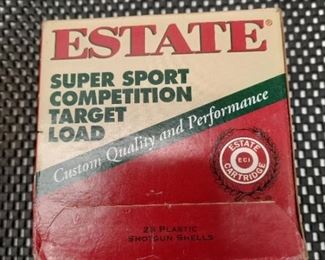 ESTATE®
SUPER SPORT
COMPETITION
TARGET
LOAD
Custom Quality and Performance
ESTATE
ECI
CARTRIDGE
25 PLASTIC
SHOTGUN SHELLS